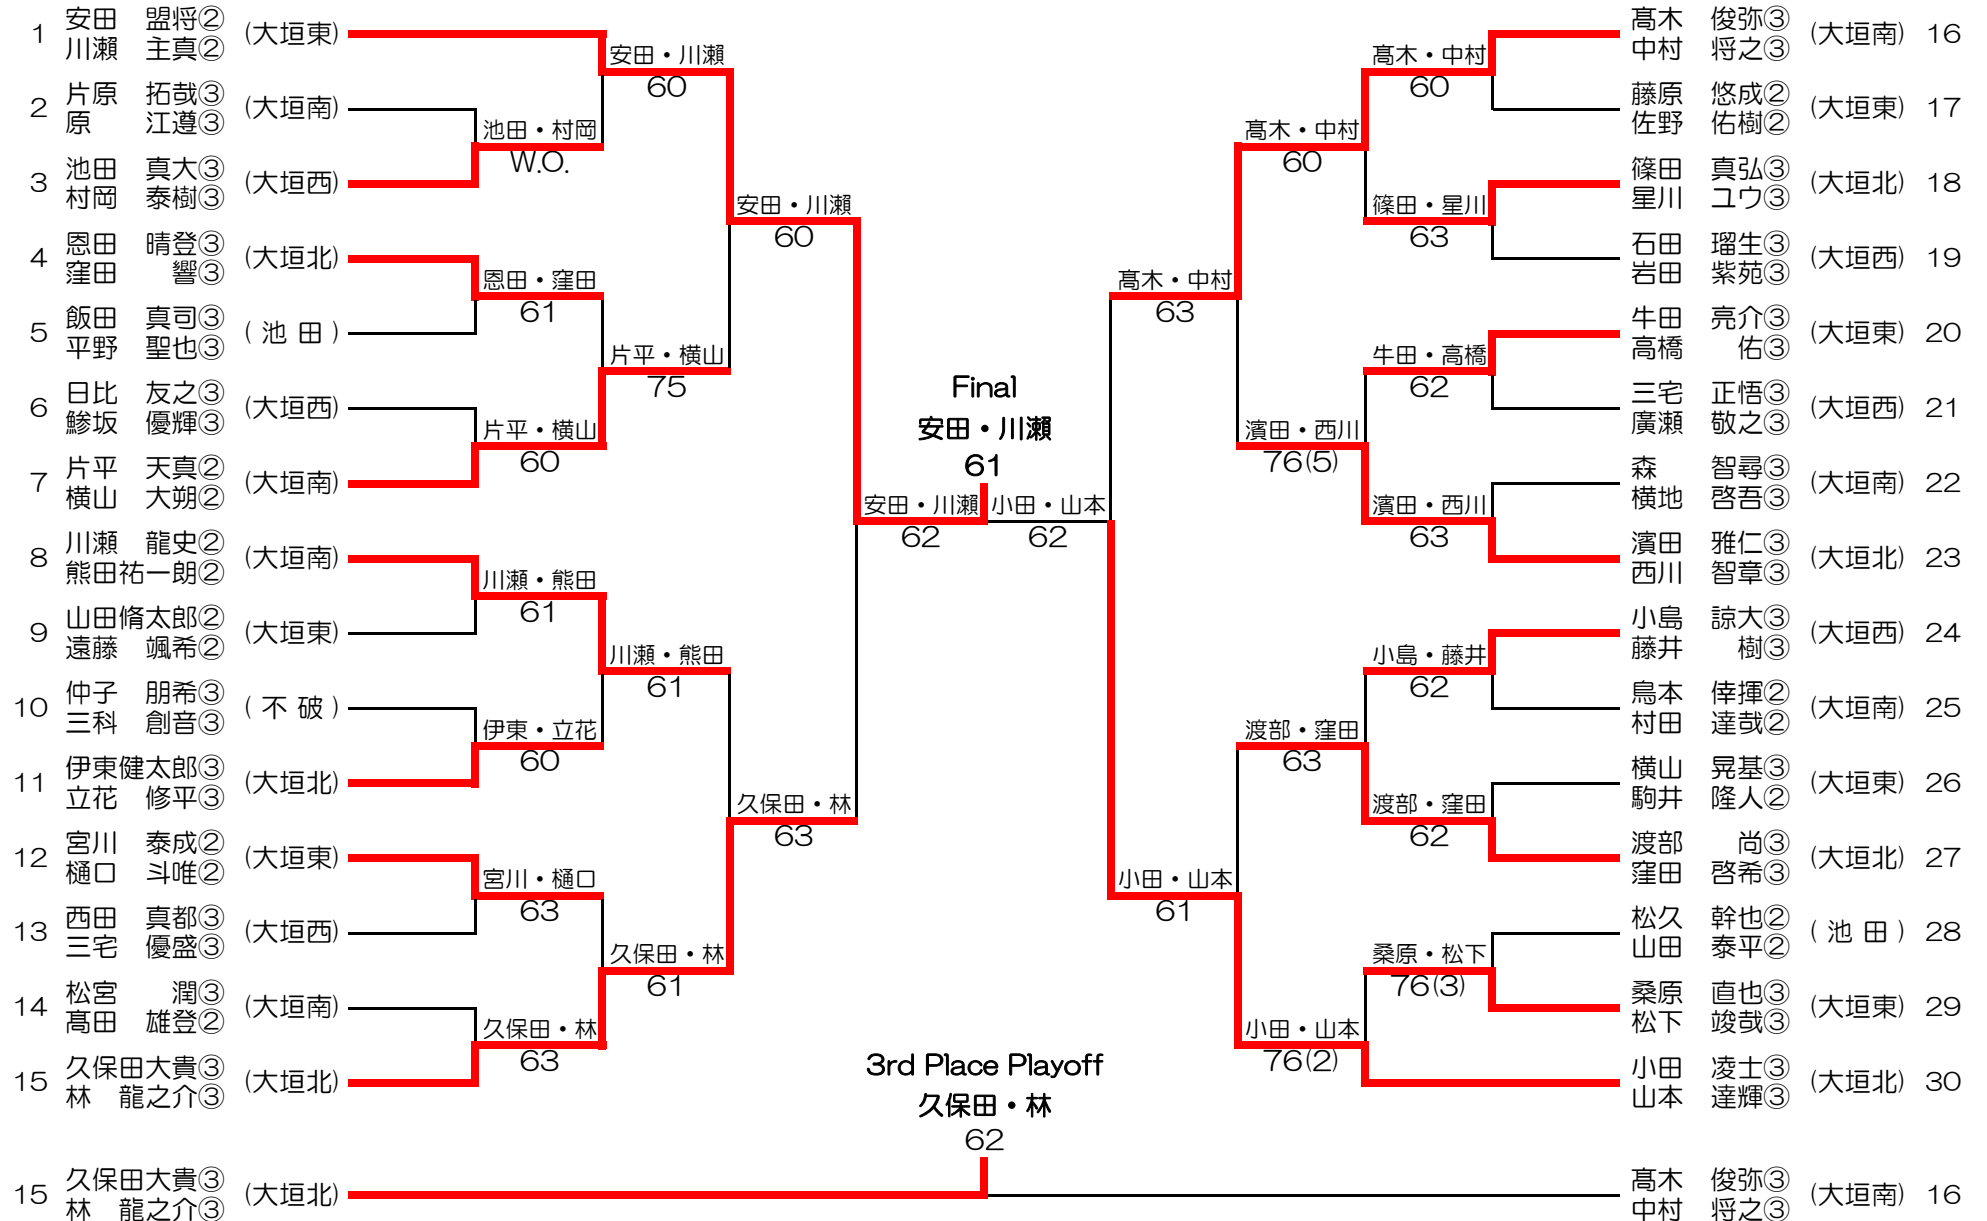 1 安田 盟将② (大垣東)
川瀬 主真②
2 片原 拓哉③ (大垣南)
原 江遵③
3 池田 真大③ (大垣西)
村岡 泰樹③
4 恩田 晴登③ (大垣北)
窪田 響③
5 飯田 真司③ (池田)
平野 聖也③
6 日比 友之③ (大垣西)
鯵坂 優輝③
7 片平 天真② (大垣南)
横山 大朔②
8 川瀬 龍史② (大垣南)
熊田祐一朗②
9 山田脩太郎② (大垣東)
遠藤 颯希②
10 仲子 朋希③ (不破)
三科 創音③
11 伊東健太郎③ (大垣北)
立花 修平③
12 宮川 泰成② (大垣東)
樋口 斗唯②
13 西田 真都③ (大垣西)
三宅 優盛③
14 松宮 潤③ (大垣南)
髙田 雄登②
15 久保田大貴③ (大垣北)
林 龍之介③
池田・村岡
W.O.
恩田・窪田
61
片平・横山
60
川瀬・熊田
61
伊東・立花
60
宮川・樋口
63
久保田・林
63
安田・川瀬
60
片平・横山
75
川瀬・熊田
61
久保田・林
61
安田・川瀬
60
久保田・林
63
安田・川瀬
62
Final
安田・川瀬
61
小田・山本
62
髙木・中村
63
小田・山本
61
髙木・中村
60
濱田・西川
76(5)
渡部・窪田
63
小田・山本
76(2)
髙木・中村
60
篠田・星川
63
牛田・高橋
62
濱田・西川
63
小島・藤井
62
渡部・窪田
62
桑原・松下
76(3)
髙木 俊弥③ (大垣南) 16
中村 将之③
藤原 悠成② (大垣東) 17
佐野 佑樹②
篠田 真弘③ (大垣北) 18
星川 ユウ③
石田 瑠生③ (大垣西) 19
岩田 紫苑③
牛田 亮介③ (大垣東) 20
高橋 佑③
三宅 正悟③ (大垣西) 21
廣瀬 敬之③
森 智尋③ (大垣南) 22
横地 啓吾③
濱田 雅仁③ (大垣北) 23
西川 智章③
小島 諒大③ (大垣西) 24
藤井 樹③
鳥本 倖揮② (大垣南) 25
村田 達哉②
横山 晃基③ (大垣東) 26
駒井 隆人②
渡部 尚③ (大垣北) 27
窪田 啓希③
松久 幹也② (池田) 28
山田 泰平②
桑原 直也③ (大垣東) 29
松下 竣哉③
小田 凌士③ (大垣北) 30
山本 達輝③
3rd Place Playoff
久保田・林
62
15 久保田大貴③ (大垣北)
林 龍之介③
髙木 俊弥③ (大垣南) 16
中村 将之③